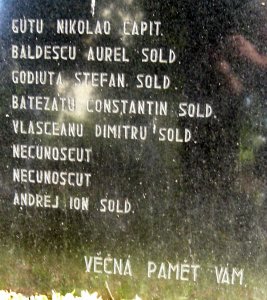 GUTU NIKOLAO CAPIT.
BALDESCU AUREL SOLD.
GODIUTA STEFAN SOLD.
BATEZATU CONSTANTIN SOLD.
VLASCEANU DIMITRU SOLD.
NECUNOSCUT
NECUNOSCUT
ANDREJ ION SOLD.
VĚČNÁ PAMĚT VÁM.